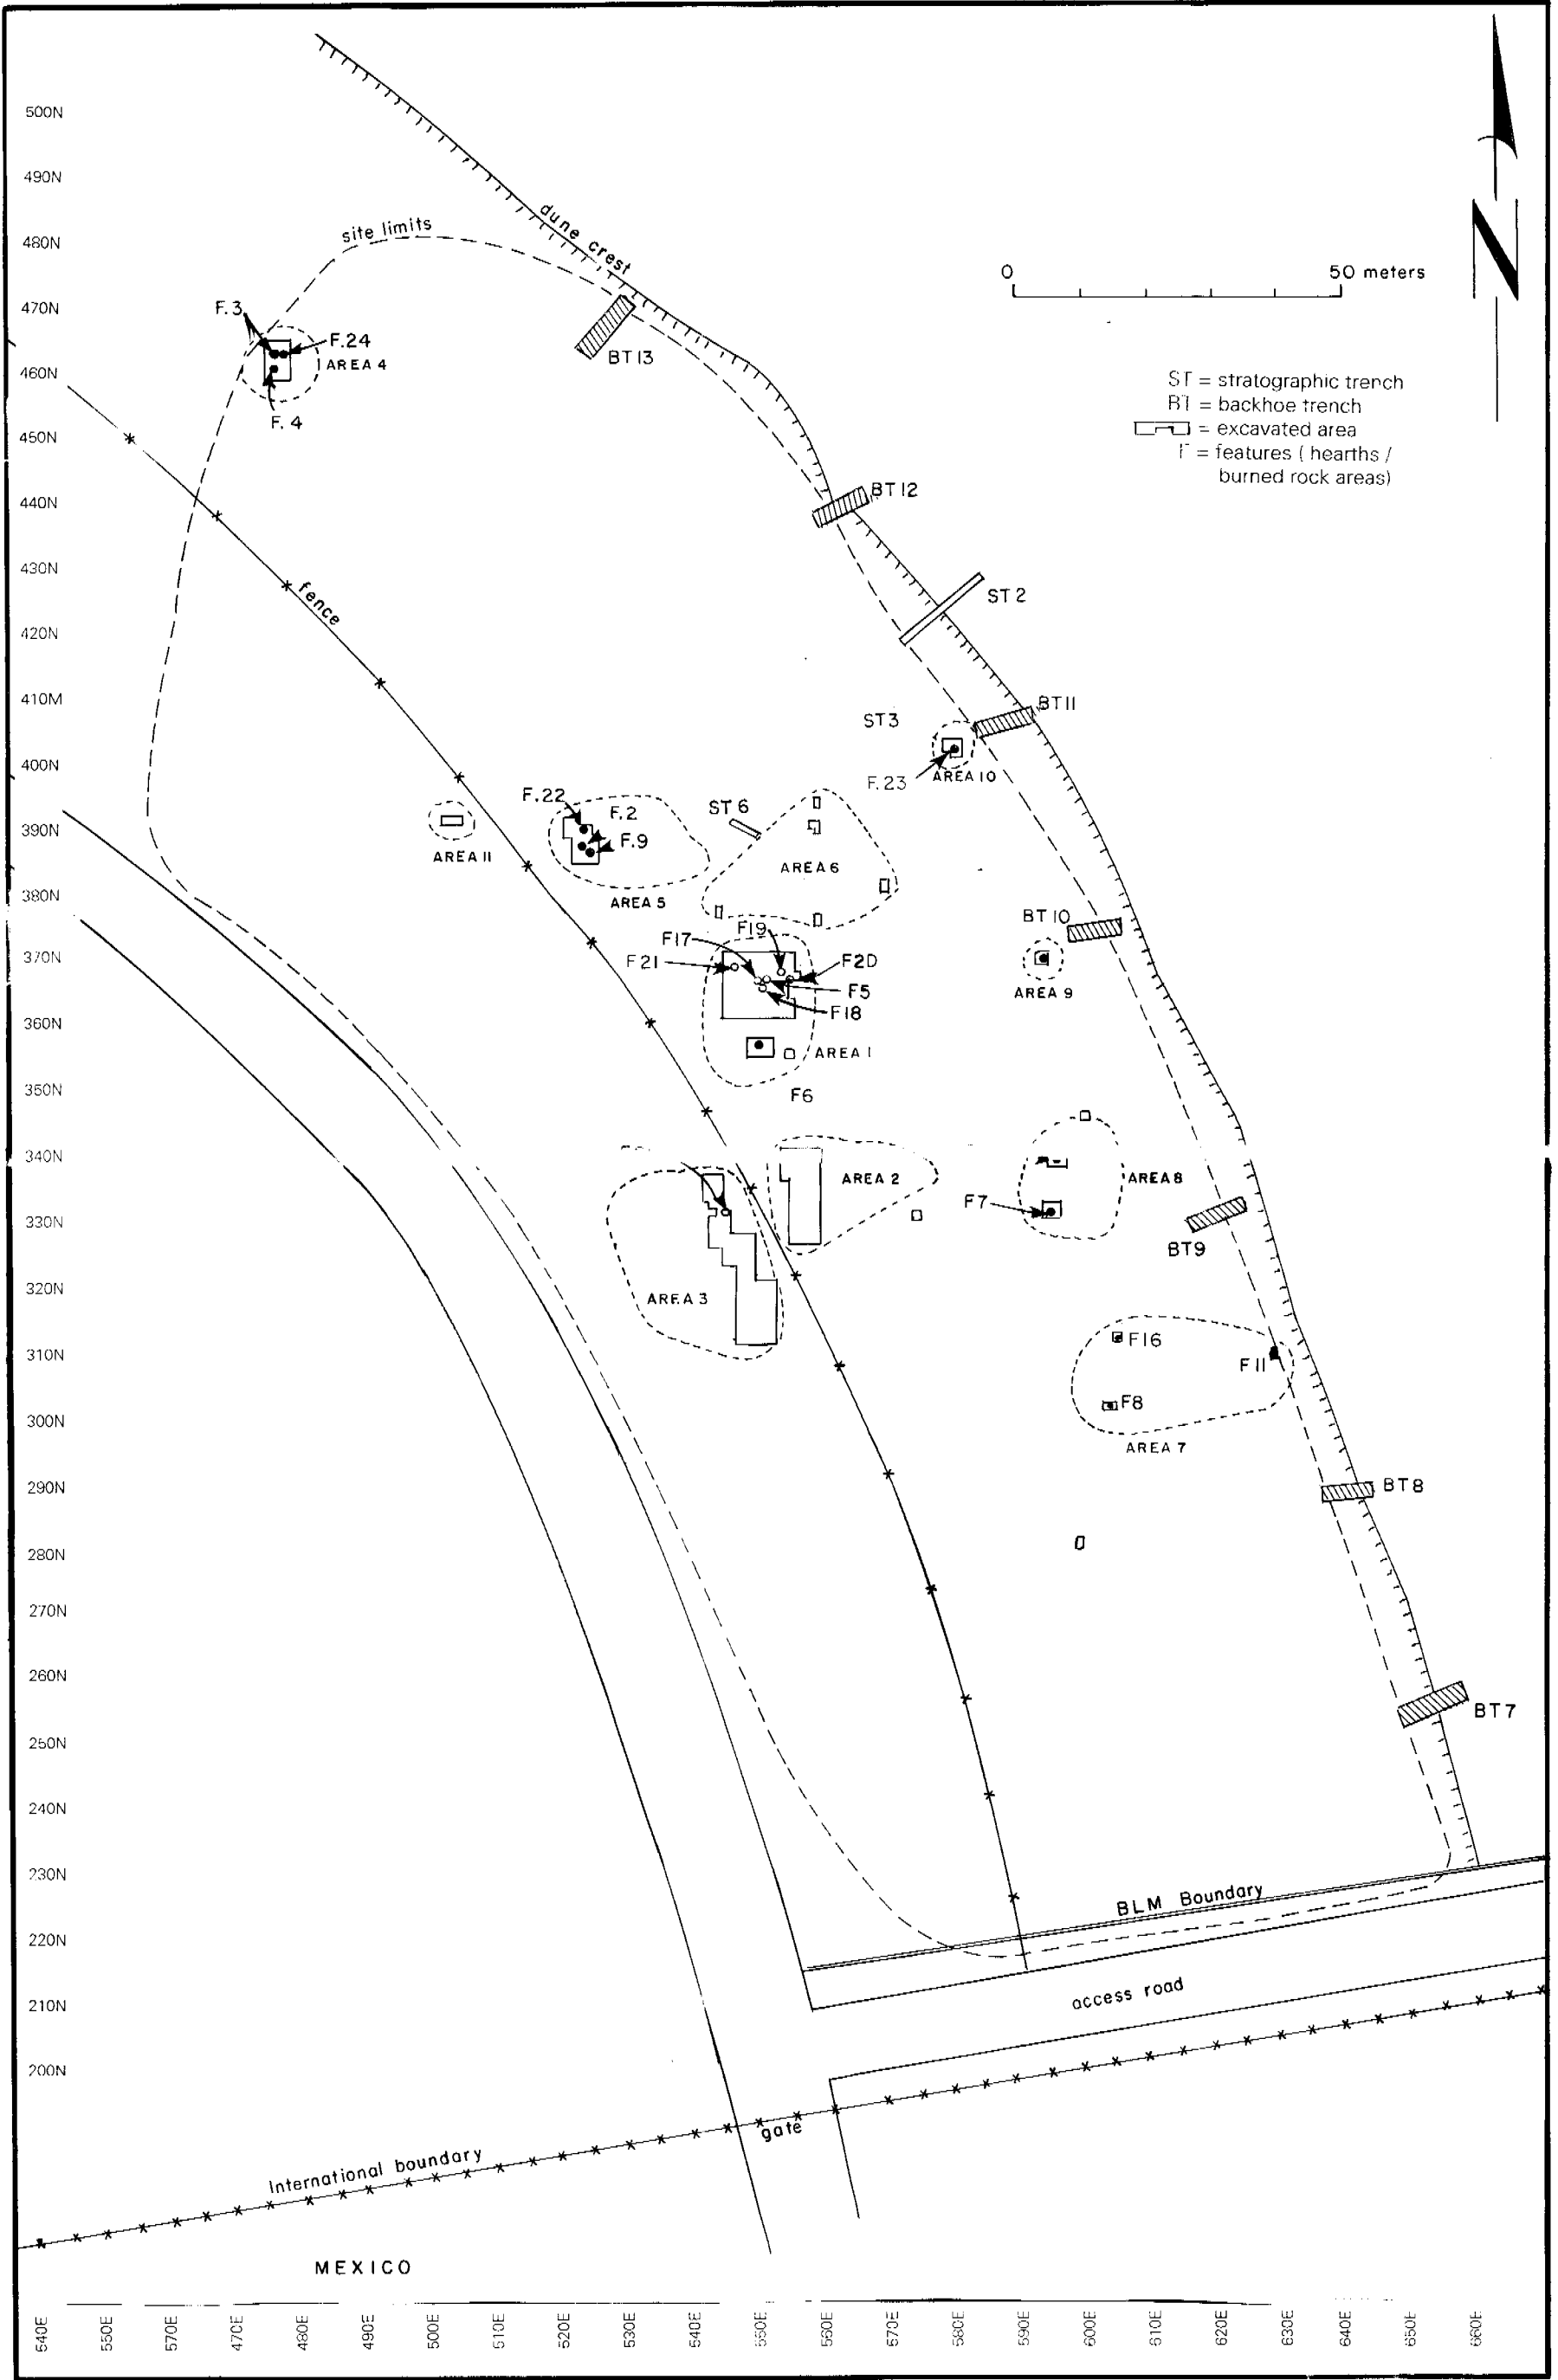 500N
490N
480N
470N
460N
450N
440N
430N
420N
410M
400N
390N
380N
370N
360N
350N
340N
330N
320N
310N
300N
290N
280N
270N
260N
250N
240N
230N
220N
210N
200N
dune crest
site limits
0 50 meters
N
F.3
F.24
AREA 4
F. 4
BT 13
ST = stratographic trench
BT = backhoe trench
= excavated area
F = features ( hearths /
burned rock areas)
BT 12
fence
ST 2
BT11
ST3
F.23
AREA 10
F.22
F.2
F.9
ST 6
AREA 11
AREA 5
AREA 6
BT 10
F17
F19
F21
F2D
F5
F18
AREA 9
AREA 1
F6
AREA 2
AREA 8
F7
BT9
AREA 3
F16
F11
F8
AREA 7
BT8
BT7
BLM Boundary
access road
gate
International boundary
MEXICO
540E
550E
570E
470E
480E
490E
500E
510E
520E
530E
540E
550E
560E
570E
580E
590E
600E
610E
620E
630E
640E
650E
660E